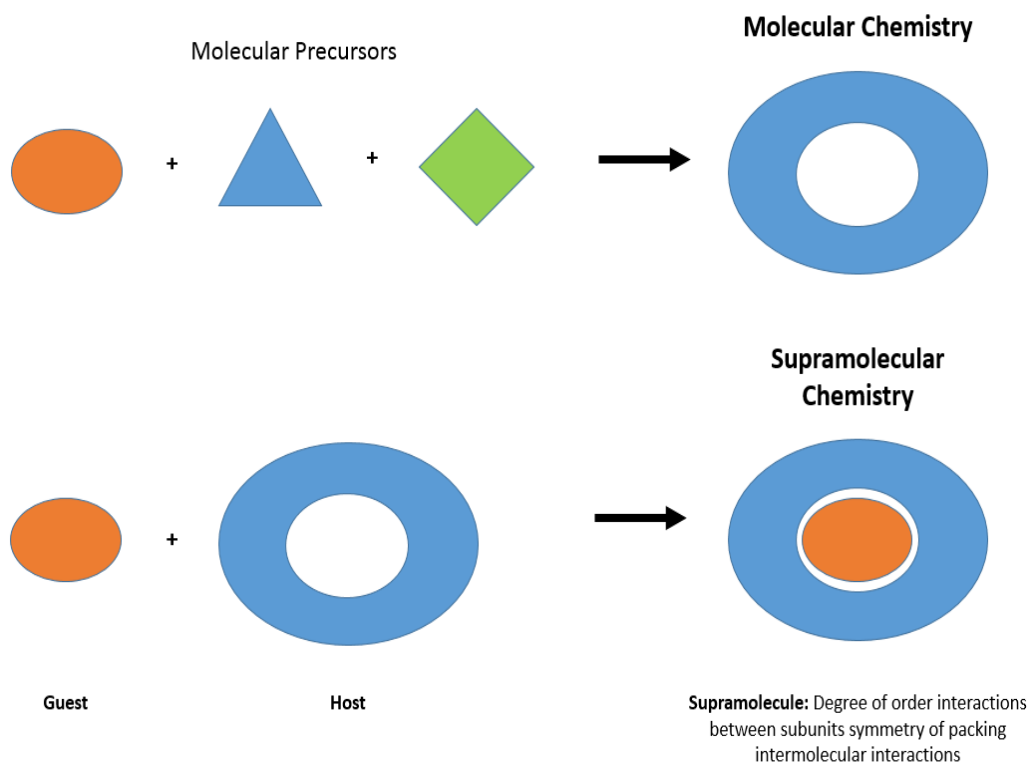 Molecular Precursors
Molecular Chemistry
+
+
Supramolecular
Chemistry
+
Guest
Host
Supramolecule: Degree of order interactions
between subunits symmetry of packing
intermolecular interactions